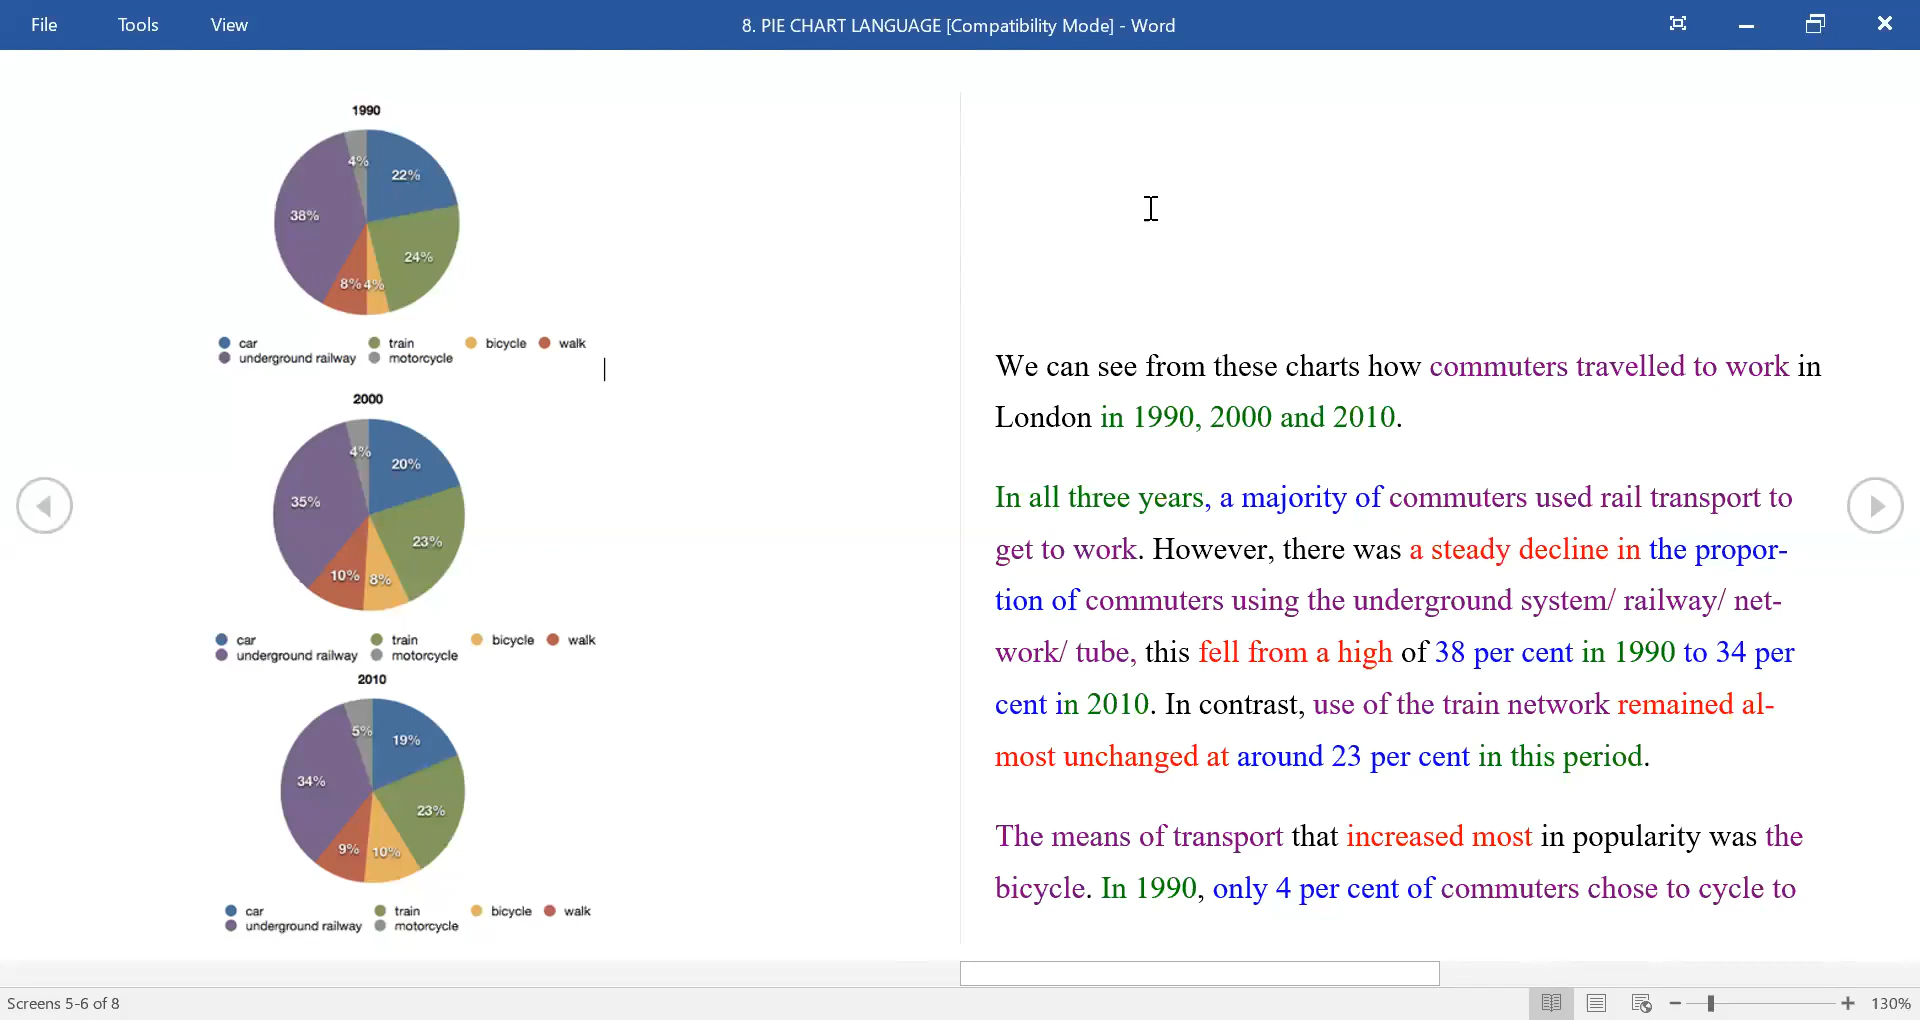 File Tools View 8. PIE CHART LANGUAGE [Compatibility Mode] - Word
1990
4%
22%
38%
24%
8% 4%
car train bicycle walk
underground railway motorcycle
2000
4%
20%
35%
23%
10% 8%
car train bicycle walk
underground railway motorcycle
2010
5%
19%
34%
23%
9% 10%
car train bicycle walk
underground railway motorcycle
We can see from these charts how commuters travelled to work in
London in 1990, 2000 and 2010.
In all three years, a majority of commuters used rail transport to
get to work. However, there was a steady decline in the propor-
tion of commuters using the underground system/ railway/ net-
work/ tube, this fell from a high of 38 per cent in 1990 to 34 per
cent in 2010. In contrast, use of the train network remained al-
most unchanged at around 23 per cent in this period.
The means of transport that increased most in popularity was the
bicycle. In 1990, only 4 per cent of commuters chose to cycle to
Screens 5-6 of 8 130%